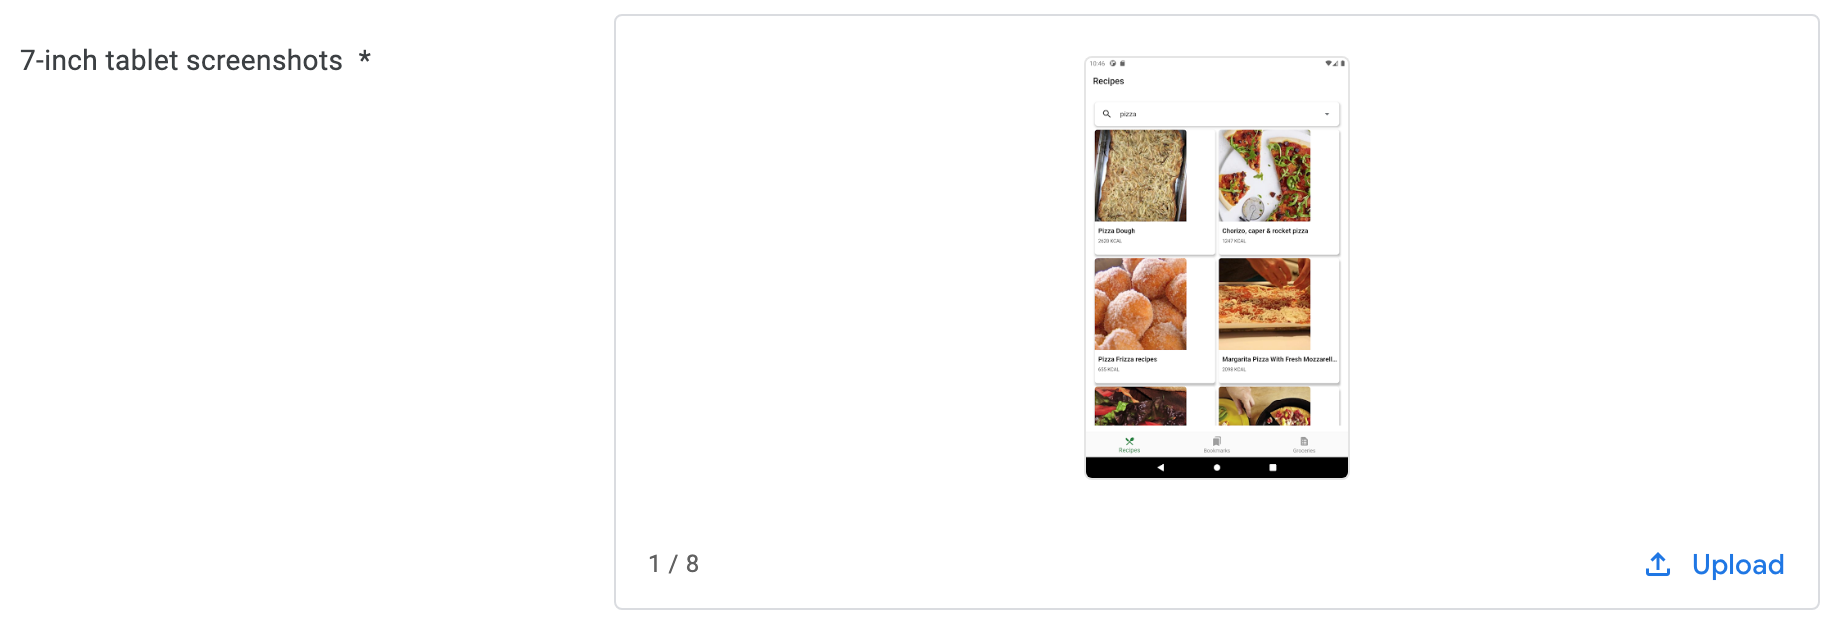 7-inch tablet screenshots *
10:46
Recipes
pizza
Pizza Dough
2628 KCAL
Chorizo, caper & rocket pizza
1247 KCAL
Pizza Frizza recipes
655 KCAL
Margarita Pizza With Fresh Mozzarell...
2098 KCAL
Recipes
Bookmarks
Groceries
1 / 8
Upload